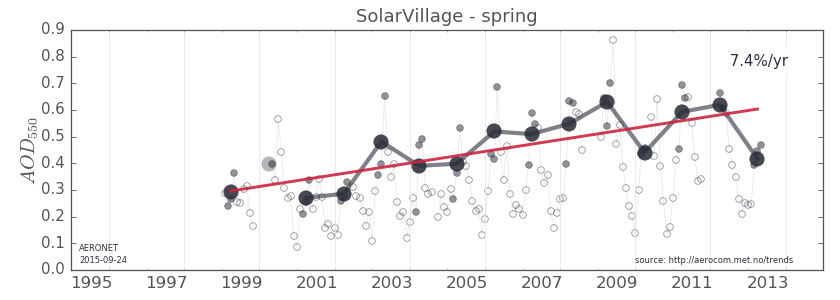 SolarVillage - spring
0.9
0.8
0.7
0.6
0.5
0.4
0.3
0.2
0.1
0.0
AOD550
7.4%/yr
AERONET
2015-09-24
source: http://aerocom.met.no/trends
1995 1997 1999 2001 2003 2005 2007 2009 2011 2013